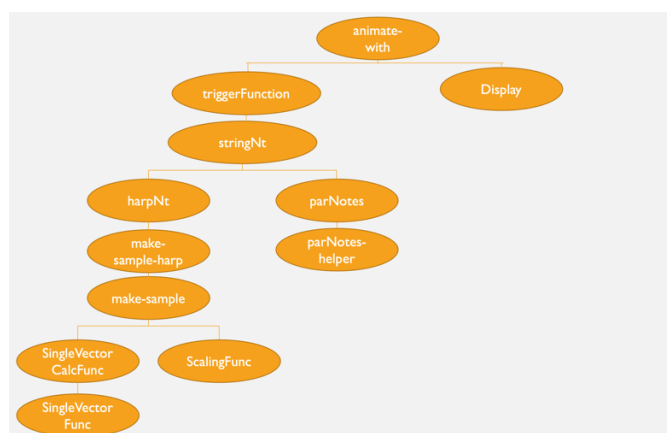 animate-
with
triggerFunction
Display
stringNt
harpNt
parNotes
make-
sample-harp
parNotes-
helper
make-sample
SingleVector
CalcFunc
ScalingFunc
SingleVector
Func